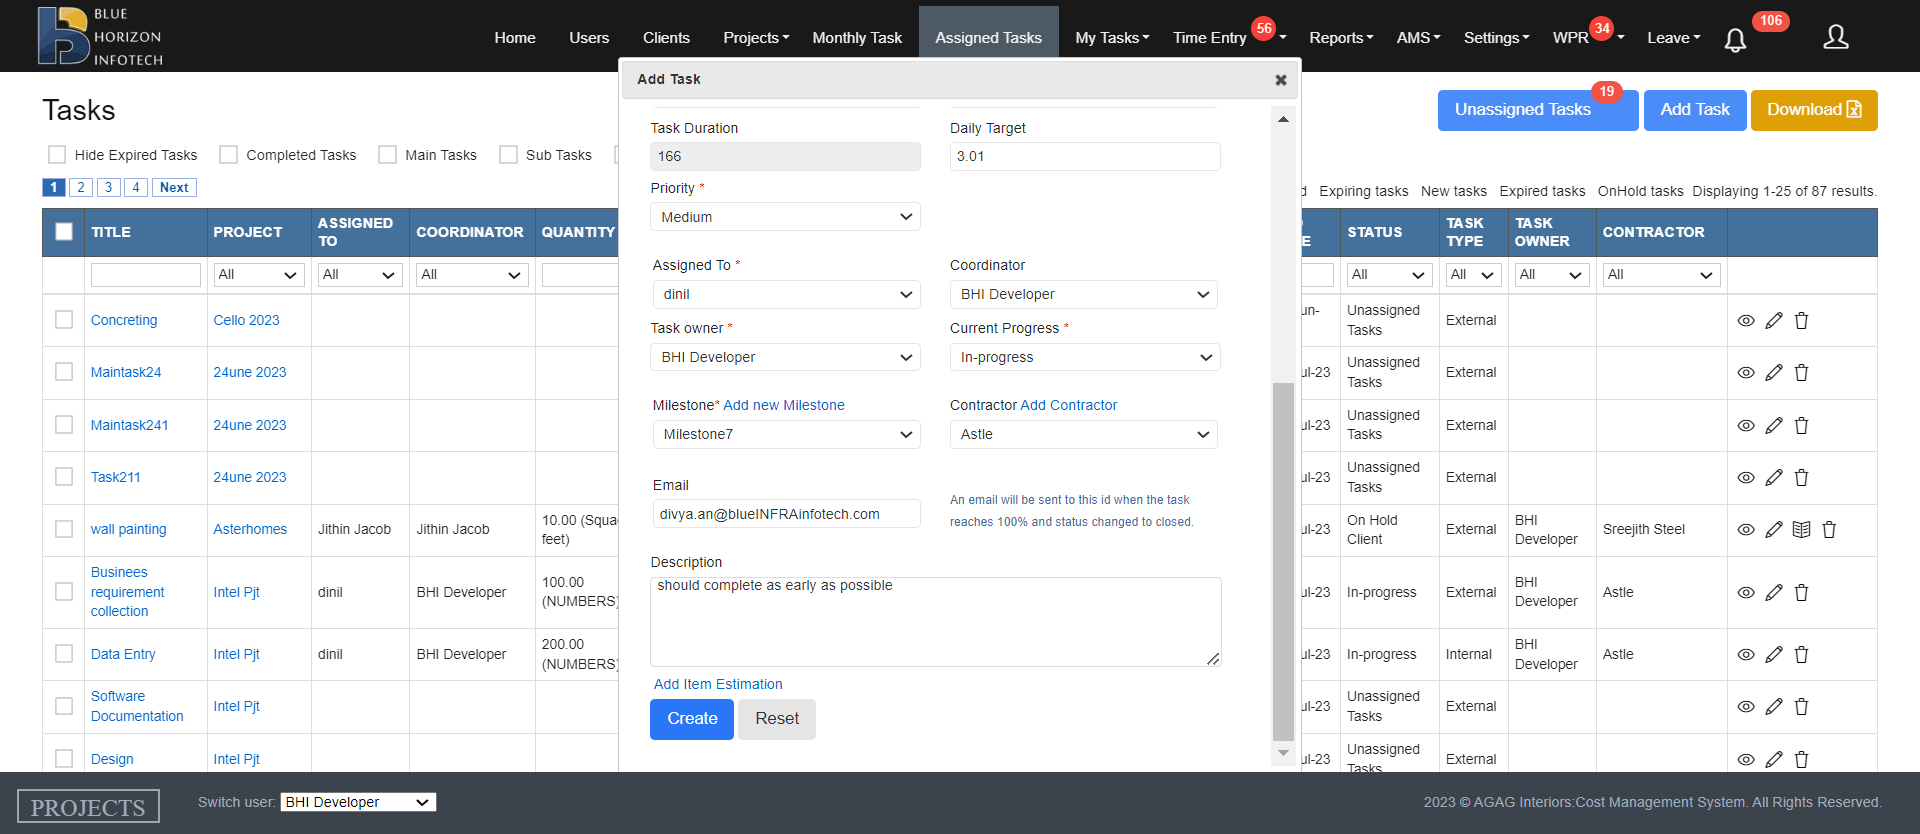 BLUE
HORIZON
INFOTECH
Home Users Clients Projects Monthly Task Assigned Tasks My Tasks Time Entry 56 Reports AMS Settings WPR 34 Leave 106
Add Task
Tasks
Unassigned Tasks 19 Add Task Download
Hide Expired Tasks Completed Tasks Main Tasks Sub Tasks
1 2 3 4 Next
Expiring tasks New tasks Expired tasks OnHold tasks Displaying 1-25 of 87 results.
Task Duration Daily Target
166 3.01
Priority *
Medium
Assigned To * Coordinator
dinil BHI Developer
Task owner * Current Progress *
BHI Developer In-progress
Milestone* Add new Milestone Contractor Add Contractor
Milestone7 Astle
Email
divya.an@blueINFRAinfotech.com
An email will be sent to this id when the task
reaches 100% and status changed to closed.
Description
should complete as early as possible
Add Item Estimation
Create Reset
TITLE PROJECT ASSIGNED TO COORDINATOR QUANTITY STATUS TASK TYPE TASK OWNER CONTRACTOR
All All All All All All All
Concreting Cello 2023 un- Unassigned Tasks External
Maintask24 24une 2023 ul-23 Unassigned Tasks External
Maintask241 24une 2023 ul-23 Unassigned Tasks External
Task211 24une 2023 ul-23 Unassigned Tasks External
wall painting Asterhomes Jithin Jacob Jithin Jacob 10.00 (Squa feet) ul-23 On Hold Client External BHI Developer Sreejith Steel
Businees requirement collection Intel Pjt dinil BHI Developer 100.00 (NUMBERS) ul-23 In-progress External BHI Developer Astle
Data Entry Intel Pjt dinil BHI Developer 200.00 (NUMBERS) ul-23 In-progress Internal BHI Developer Astle
Software Documentation Intel Pjt ul-23 Unassigned Tasks External
Design Intel Pjt ul-23 Unassigned Tasks External
PROJECTS Switch user: BHI Developer 2023 © AGAG Interiors:Cost Management System. All Rights Reserved.